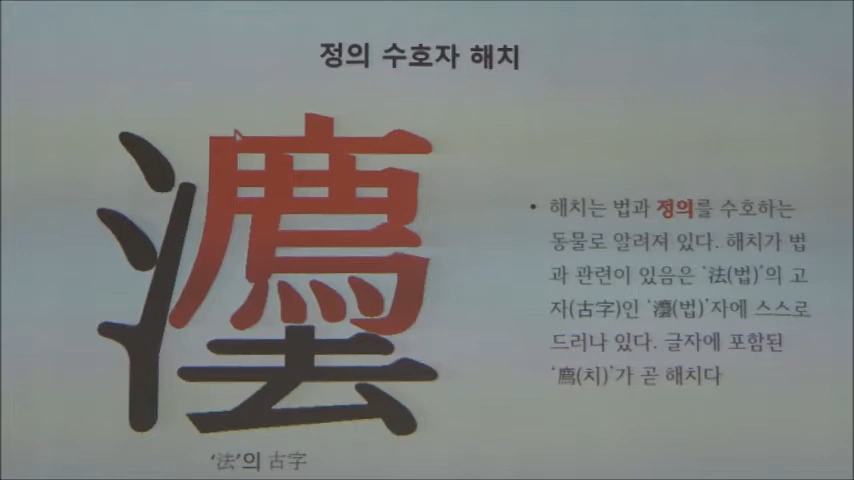 정의 수호자 해치
灋
• 해치는 법과 정의를 수호하는
동물로 알려져 있다. 해치가 법
과 관련이 있음은 ‘法(법)’의 고
자(古字)인 ‘灋(법)’자에 스스로
드러나 있다. 글자에 포함된
‘廌(치)’가 곧 해치다
‘法’의 古字